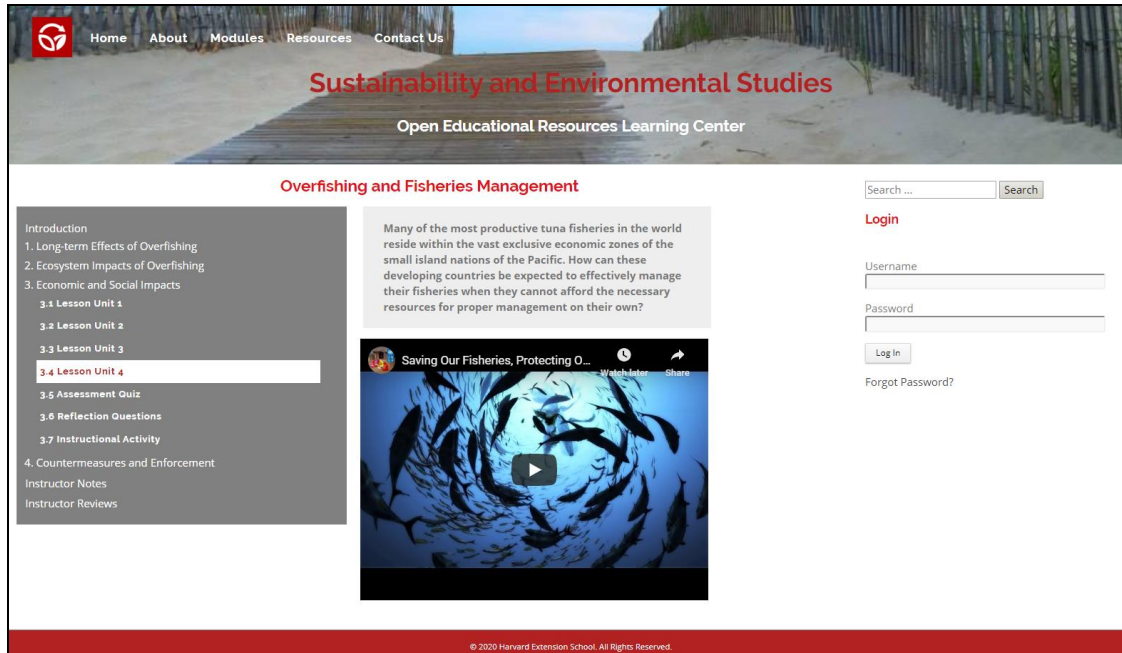 Home About Modules Resources Contact Us
Sustainability and Environmental Studies
Open Educational Resources Learning Center
Overfishing and Fisheries Management
Introduction
1. Long-term Effects of Overfishing
2. Ecosystem Impacts of Overfishing
3. Economic and Social Impacts
3.1 Lesson Unit 1
3.2 Lesson Unit 2
3.3 Lesson Unit 3
3.4 Lesson Unit 4
3.5 Assessment Quiz
3.6 Reflection Questions
3.7 Instructional Activity
4. Countermeasures and Enforcement
Instructor Notes
Instructor Reviews
Many of the most productive tuna fisheries in the world
reside within the vast exclusive economic zones of the
small island nations of the Pacific. How can these
developing countries be expected to effectively manage
their fisheries when they cannot afford the necessary
resources for proper management on their own?
Saving Our Fisheries, Protecting O...
Watch later Share
Search ... Search
Login
Username
Password
Log In
Forgot Password?
© 2020 Harvard Extension School. All Rights Reserved.